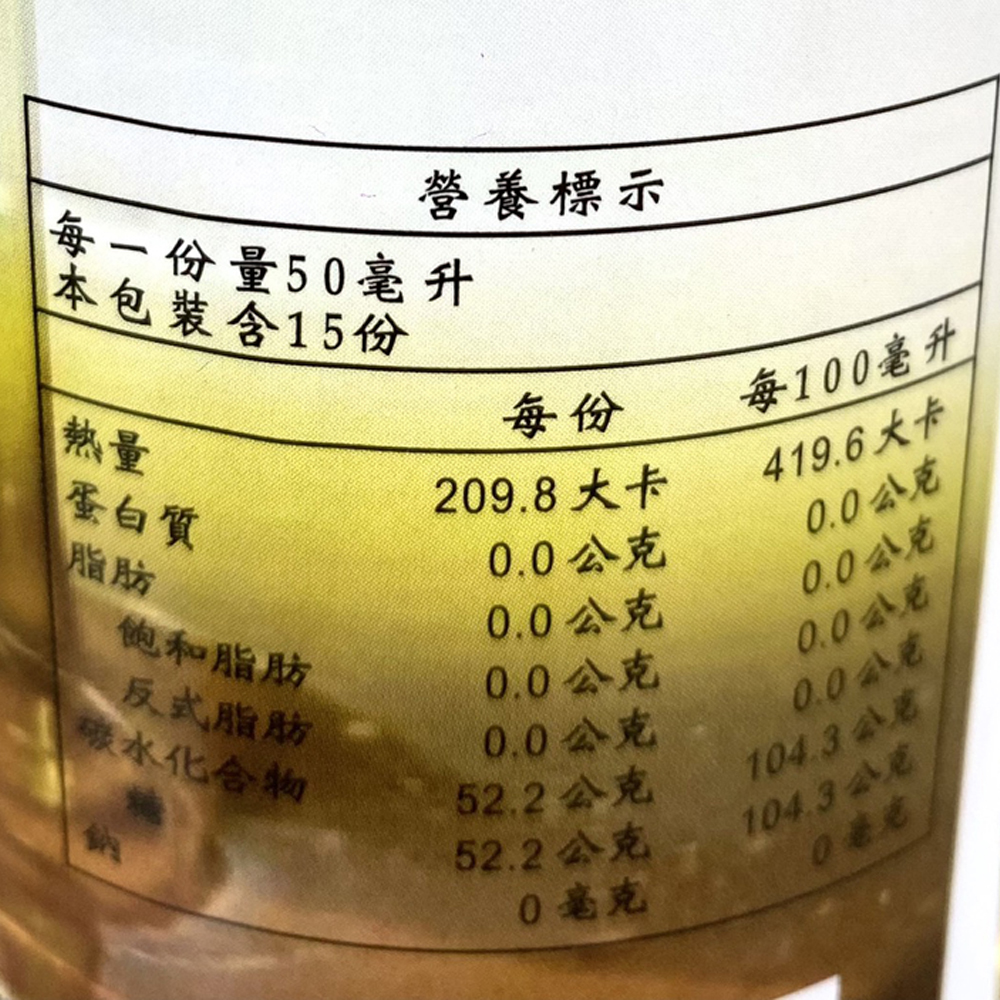 營養標示
每一份量50毫升
本包裝含15份
每份 每100毫升
熱量 209.8大卡 419.6大卡
蛋白質 0.0公克 0.0公克
脂肪 0.0公克 0.0公克
飽和脂肪 0.0公克 0.0公克
反式脂肪 0.0公克 0.0公克
碳水化合物 52.2公克 104.3公克
糖 52.2公克 104.3公克
鈉 0毫克 0毫克